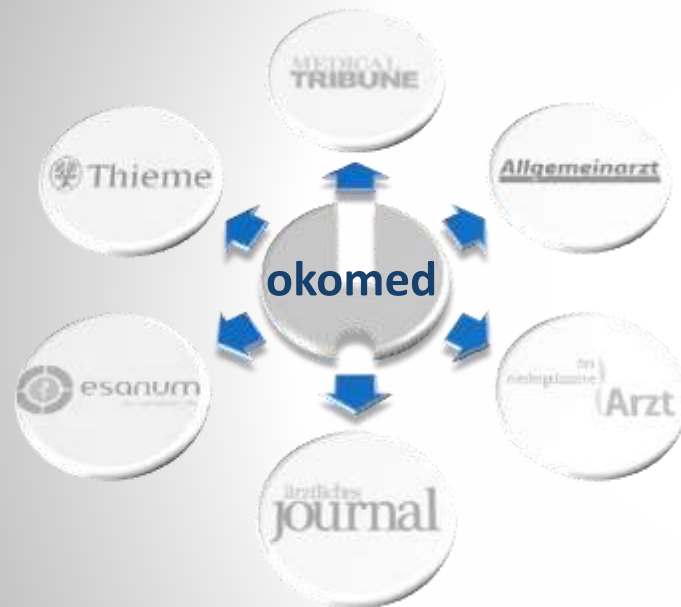 MEDICAL
TRIBUNE
Thieme
Allgemeinarzt
okomed
esanum
Arzt
ärztliches
journal